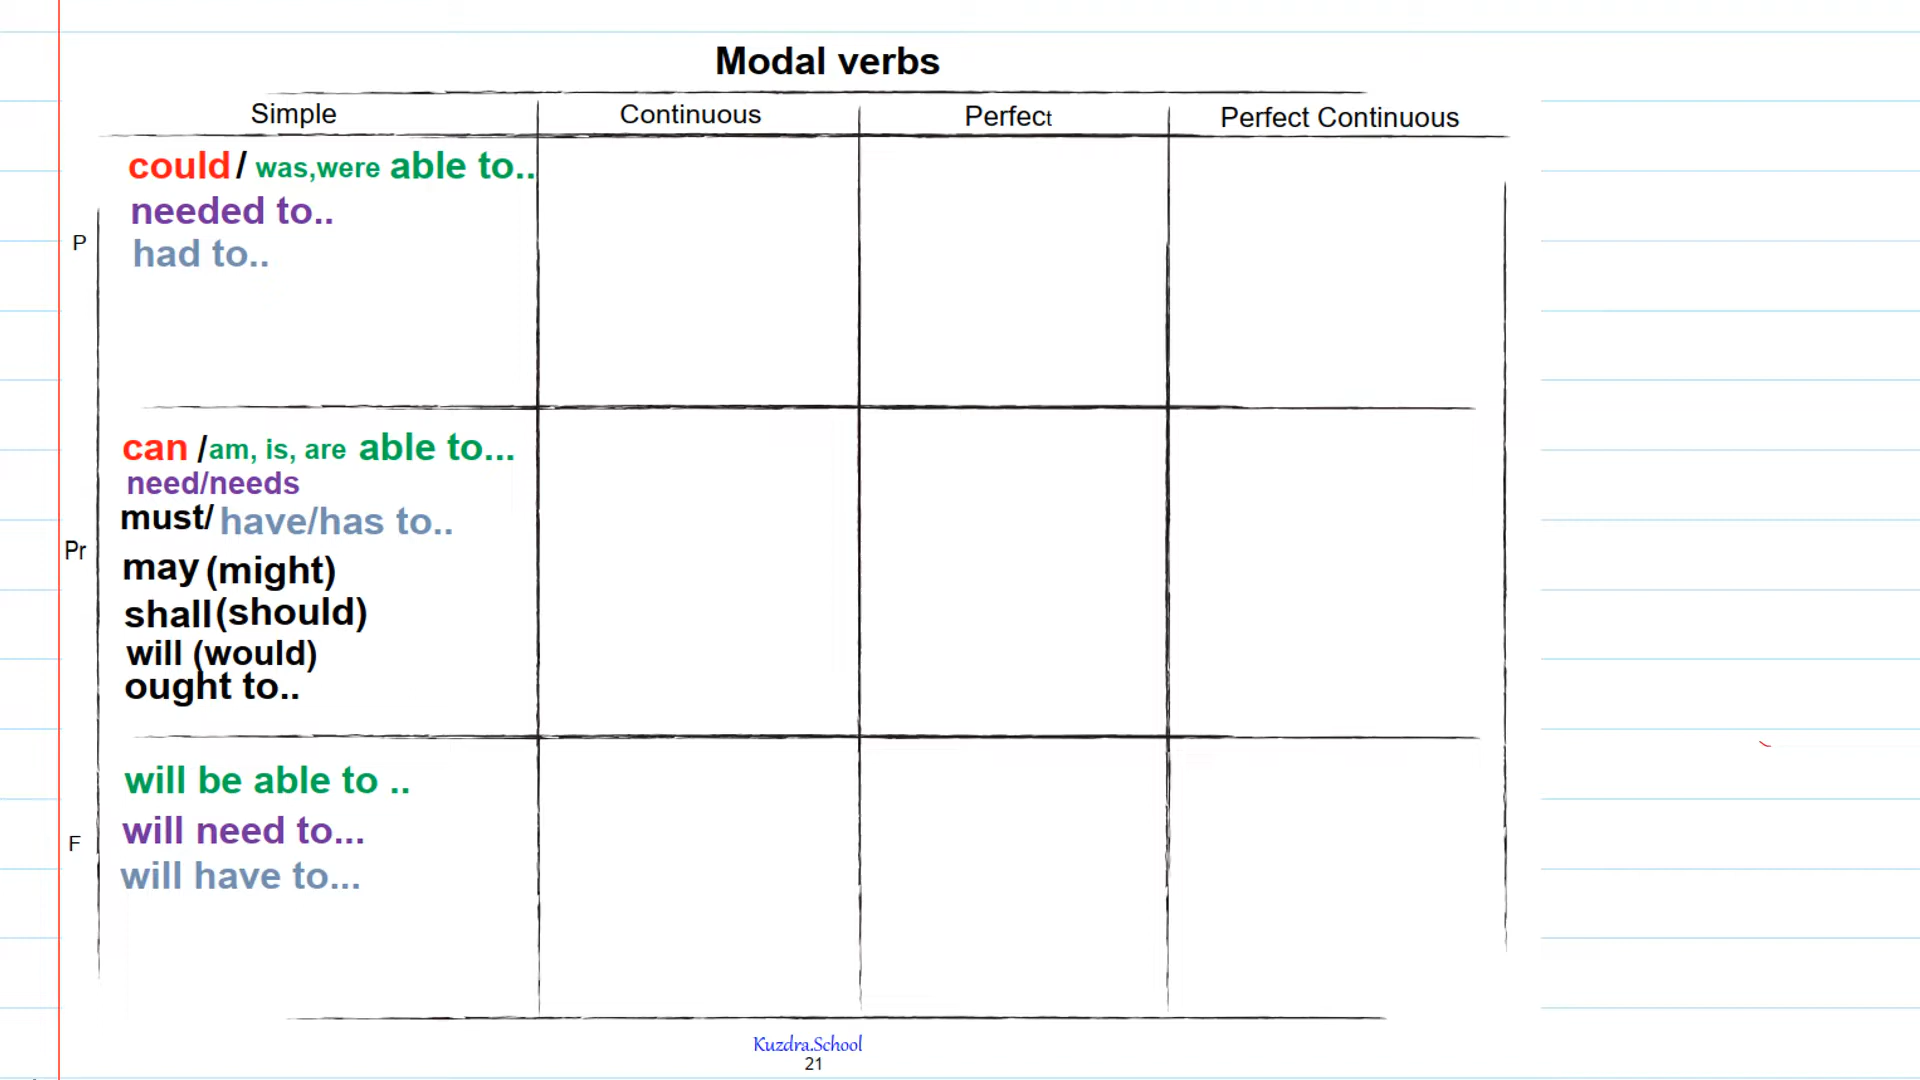 Modal verbs
Simple Continuous Perfect Perfect Continuous
could/ was,were able to..
needed to..
had to..
P
can /am, is, are able to...
need/needs
must/ have/has to..
Pr
may (might)
shall (should)
will (would)
ought to..
will be able to ..
will need to...
F
will have to...
Kuzdra.School
21